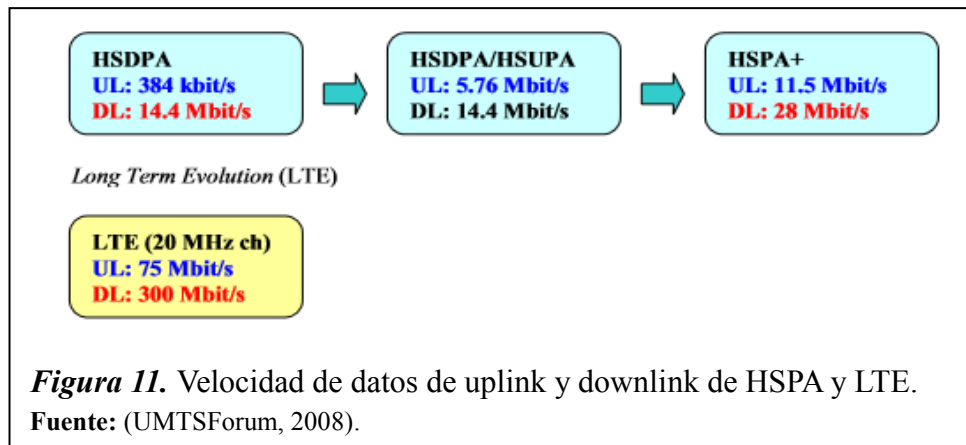 HSDPA
UL: 384 kbit/s
DL: 14.4 Mbit/s
HSDPA/HSUPA
UL: 5.76 Mbit/s
DL: 14.4 Mbit/s
HSPA+
UL: 11.5 Mbit/s
DL: 28 Mbit/s
Long Term Evolution (LTE)
LTE (20 MHz ch)
UL: 75 Mbit/s
DL: 300 Mbit/s
Figura 11. Velocidad de datos de uplink y downlink de HSPA y LTE.
Fuente: (UMTSForum, 2008).